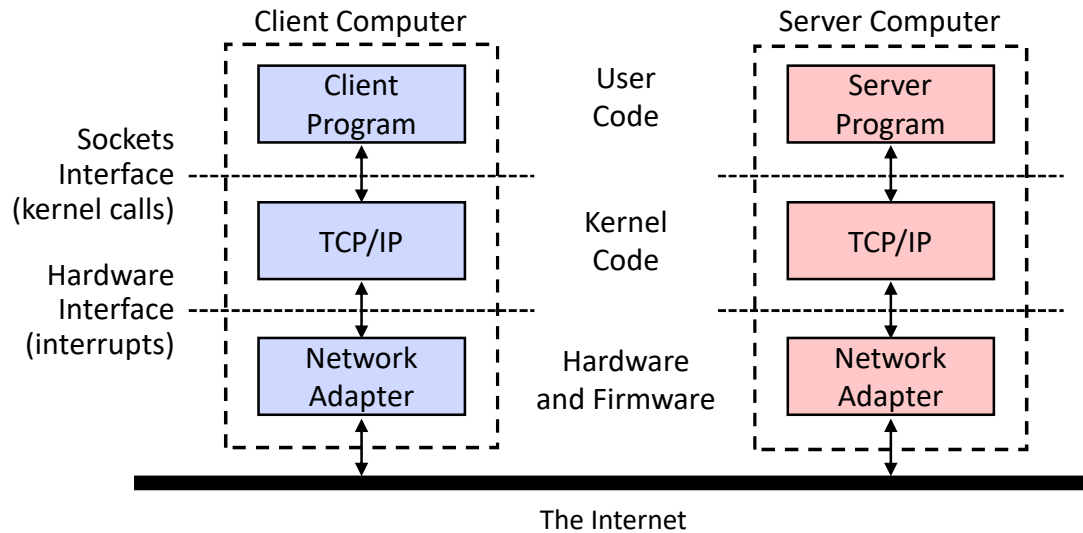 Client Computer
Server Computer
Client
Program
User
Code
Server
Program
Sockets
Interface
(kernel calls)
TCP/IP
Kernel
Code
TCP/IP
Hardware
Interface
(interrupts)
Network
Adapter
Hardware
and Firmware
Network
Adapter
The Internet